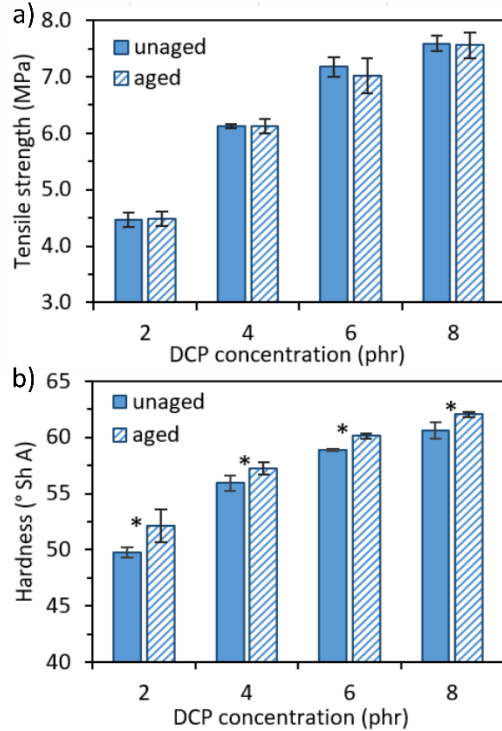 a)
8.0
7.0
6.0
5.0
4.0
3.0
Tensile strength (MPa)
unaged
aged
2 4 6 8
DCP concentration (phr)
b)
65
60
55
50
45
40
Hardness (° Sh A)
unaged
aged
* * * *
2 4 6 8
DCP concentration (phr)